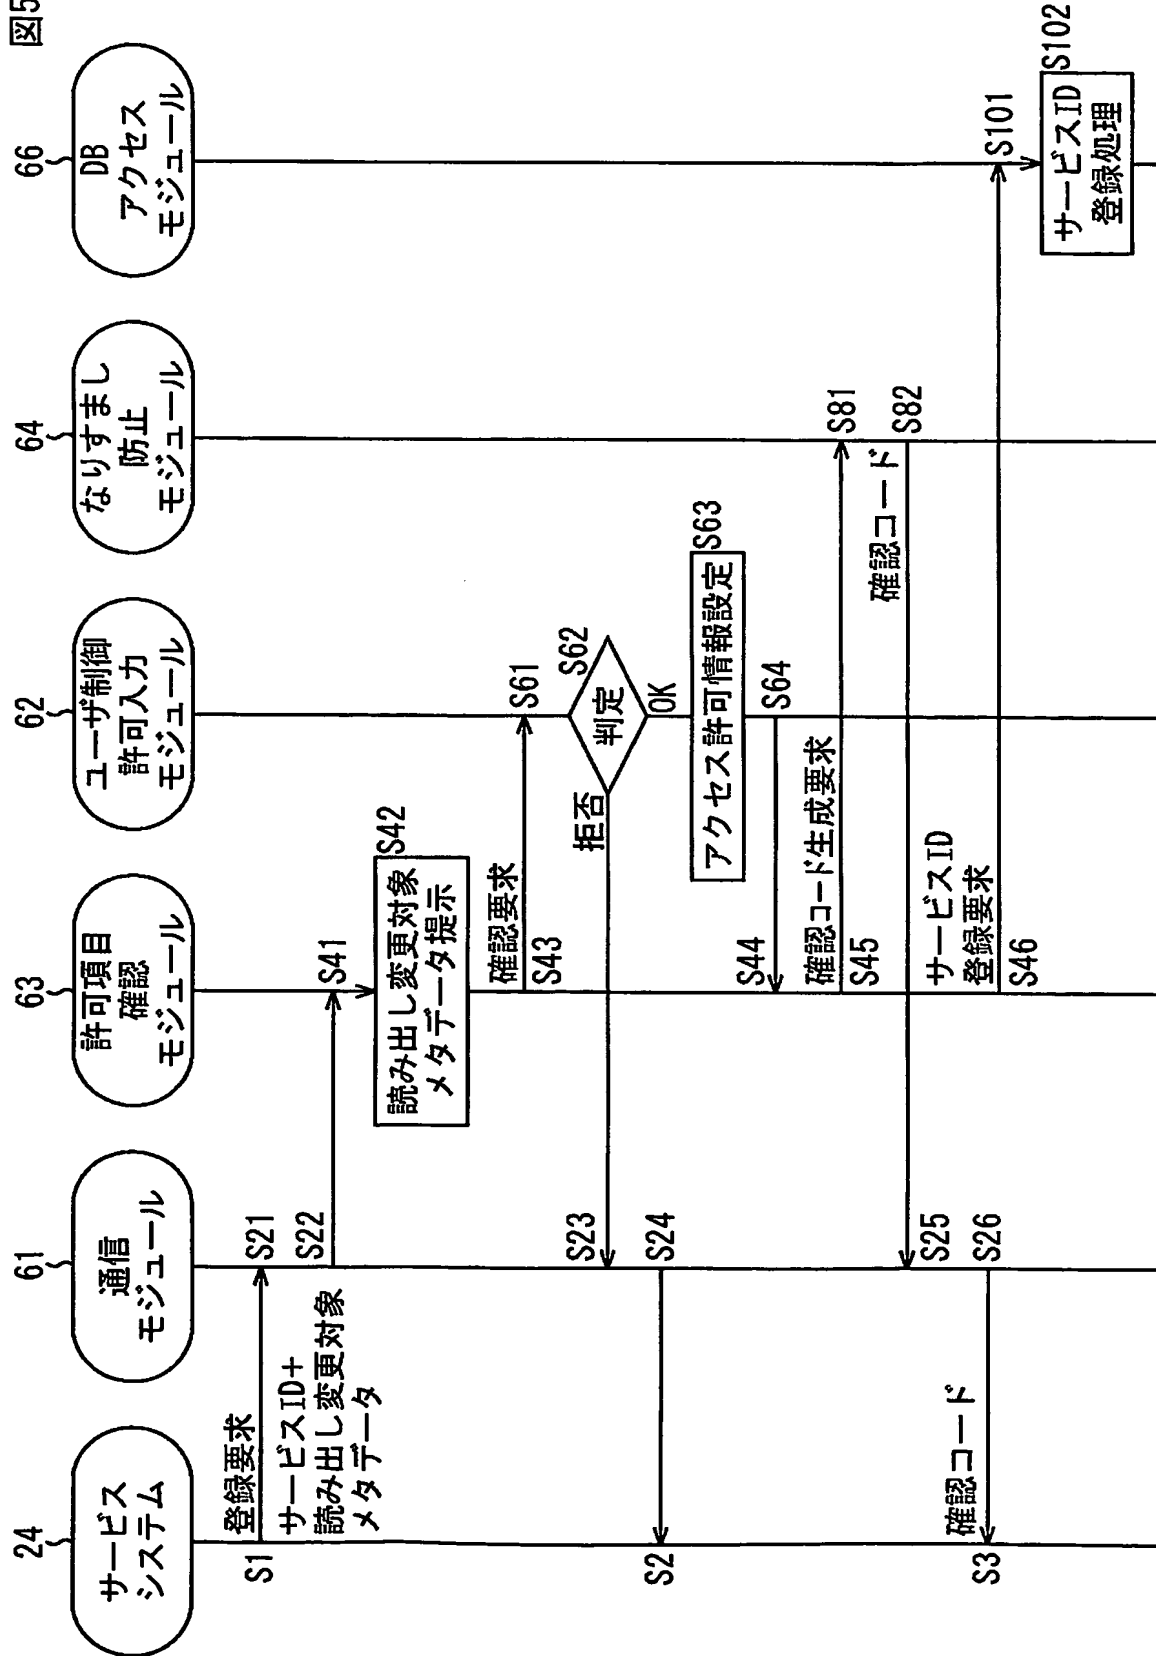 図5
24
サービス
システム
61
通信
モジュール
63
許可項目
確認
モジュール
62
ユーザ制御
許可入力
モジュール
64
なりすまし
防止
モジュール
66
DB
アクセス
モジュール
登録要求
S1
S21
サービスID+
読み出し変更対象
メタデータ
S22
S41
読み出し変更対象
メタデータ提示
S42
確認要求
S43
S61
判定
S62
拒否
OK
S23
S24
S2
アクセス許可情報設定
S63
S64
S44
確認コード生成要求
S45
S81
確認コード
S82
S25
サービスID
登録要求
S46
S101
S26
確認コード
S3
サービスID
登録処理
S102